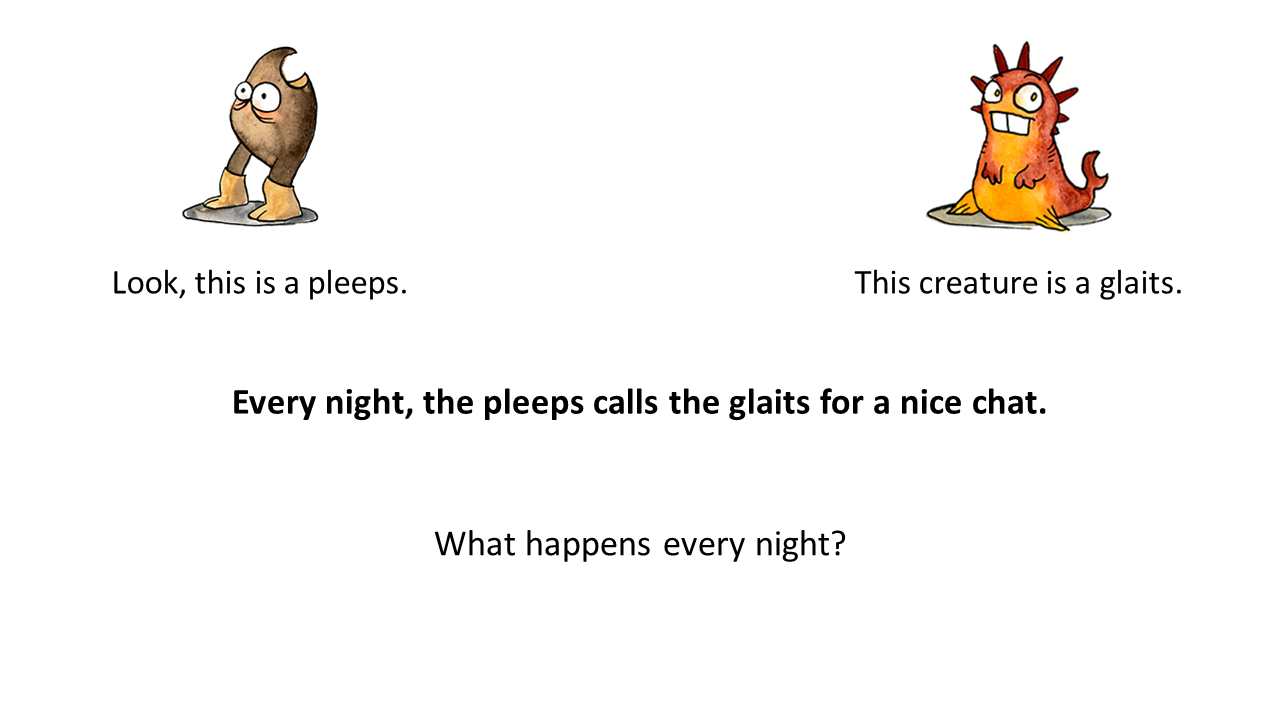 Look, this is a pleeps.
This creature is a glaits.
Every night, the pleeps calls the glaits for a nice chat.
What happens every night?